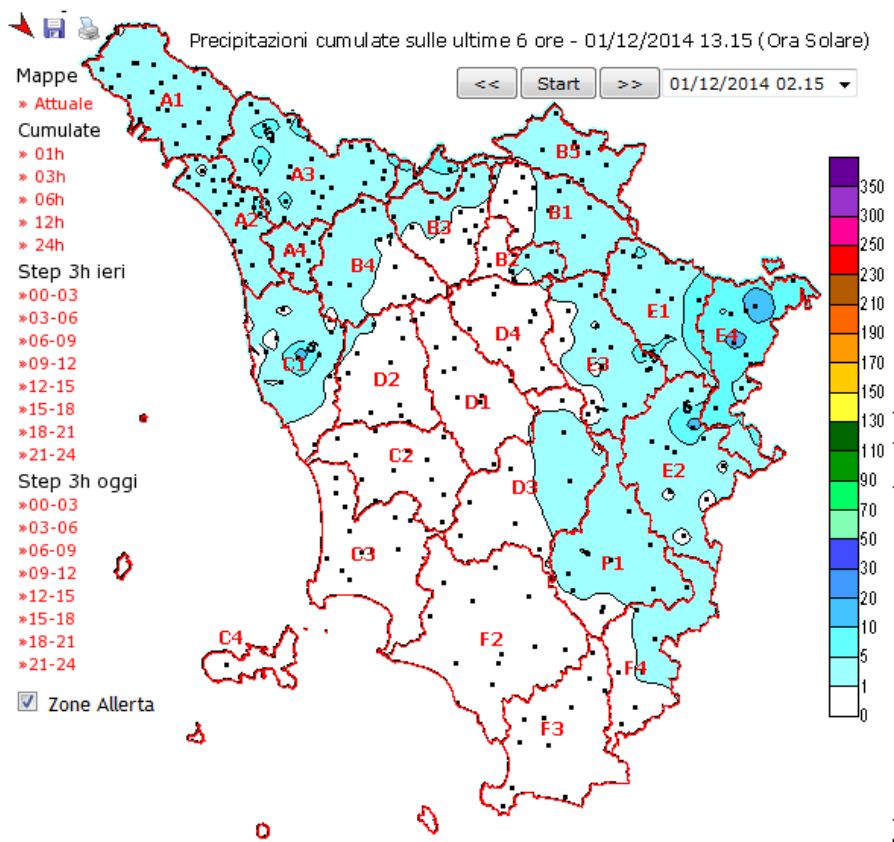 Precipitazioni cumulate sulle ultime 6 ore - 01/12/2014 13.15 (Ora Solare)
<< Start >> 01/12/2014 02.15
Mappe
» Attuale
Cumulate
» 01h
» 03h
» 06h
» 12h
» 24h
Step 3h ieri
»00-03
»03-06
»06-09
»09-12
»12-15
»15-18
»18-21
»21-24
Step 3h oggi
»00-03
»03-06
»06-09
»09-12
»12-15
»15-18
»18-21
»21-24
Zone Allerta
A1
A3
A2
A4
B5
B1
B3
B2
B4
E1
E4
C1
D4
E3
D2
D1
C2
E2
D3
C3
P1
C4
F2
F4
F3
6
350
300
250
230
210
190
170
150
130
110
90
70
50
30
20
10
5
1
0